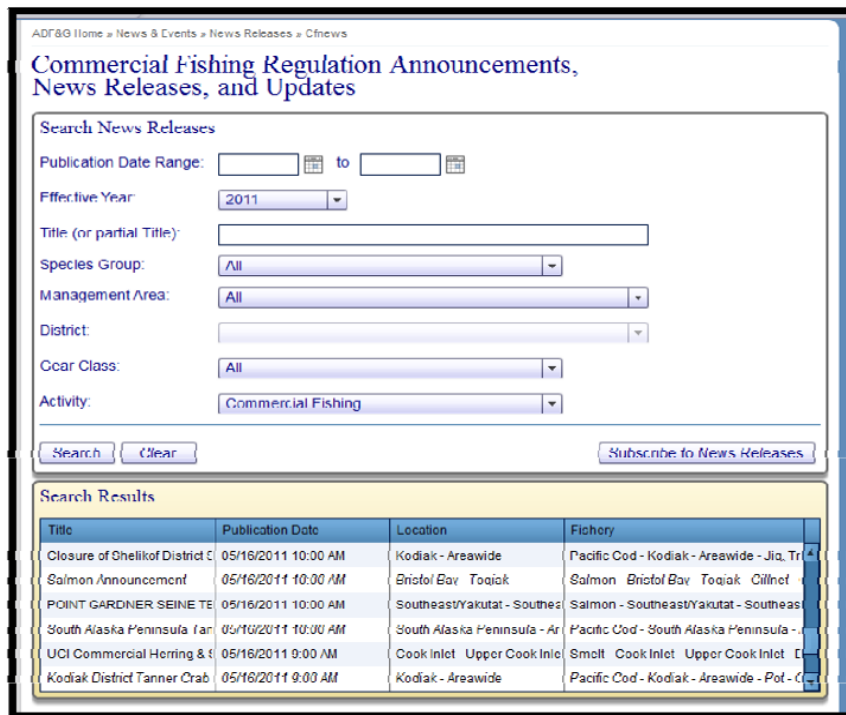 ADF&G Home » News & Events » News Releases » Cfnews
Commercial Fishing Regulation Announcements,
News Releases, and Updates
Search News Releases
Publication Date Range: to
Effective Year: 2011
Title (or partial Title):
Species Group: All
Management Area: All
District:
Gear Class: All
Activity: Commercial Fishing
Search Clear Subscribe to News Releases
Search Results
Title Publication Date Location Fishery
Closure of Shelikof District 05/16/2011 10:00 AM Kodiak - Areawide Pacific Cod - Kodiak - Areawide - Jig,
Salmon Announcement 05/16/2011 10:00 AM Bristol Bay Togiak Salmon Bristol Bay Togiak Gillnet
POINT GARDNER SEINE TE 05/16/2011 10:00 AM Southeast/Yakutat - Southea Salmon - Southeast/Yakutat - Southeast
South Alaska Peninsula Tan 05/16/2011 10:00 AM South Alaska Peninsula - Ar Pacific Cod - South Alaska Peninsula -
UCI Commercial Herring & 05/16/2011 9:00 AM Cook Inlet Upper Cook Inle Smelt Cook Inlet Upper Cook Inlet
Kodiak District Tanner Crab 05/16/2011 9:00 AM Kodiak - Areawide Pacific Cod - Kodiak - Areawide - Pot -